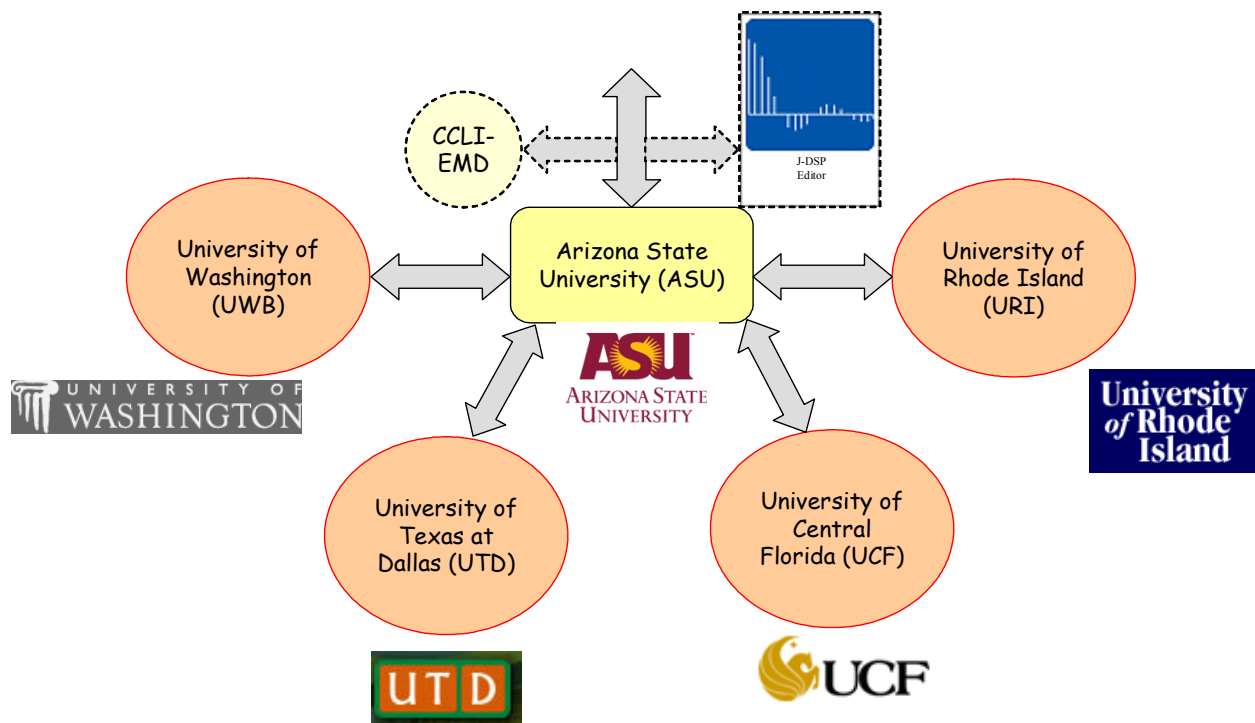 CCLI-
EMD
J-DSP
Editor
University of
Washington
(UWB)
Arizona State
University (ASU)
University of
Rhode Island
(URI)
UNIVERSITY OF
WASHINGTON
ASU
ARIZONA STATE
UNIVERSITY
University
of Rhode
Island
University of
Texas at
Dallas (UTD)
University of
Central
Florida (UCF)
UTD
UCF